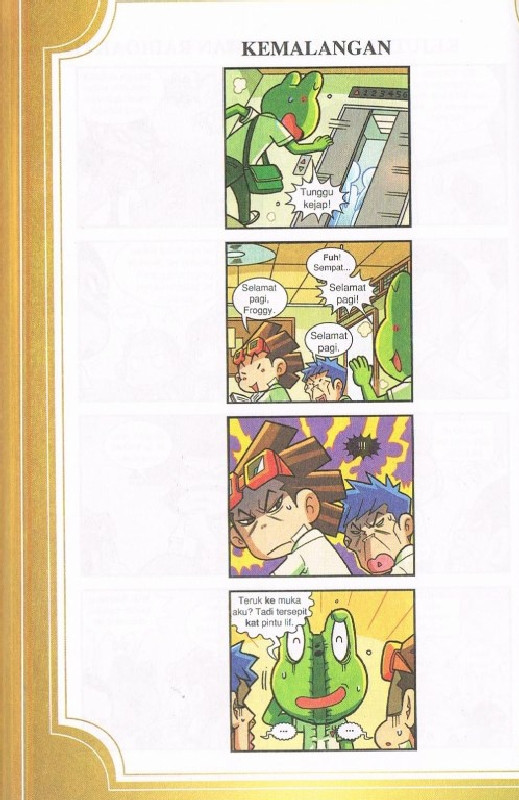 KEMALANGAN
0123456
Tunggu
kejap!
Fuh!
Sempat...
Selamat
pagi!
Selamat
pagi,
Froggy.
Selamat
pagi.
!!!
Teruk ke muka
aku? Tadi tersepit
kat pintu lif.
...
...